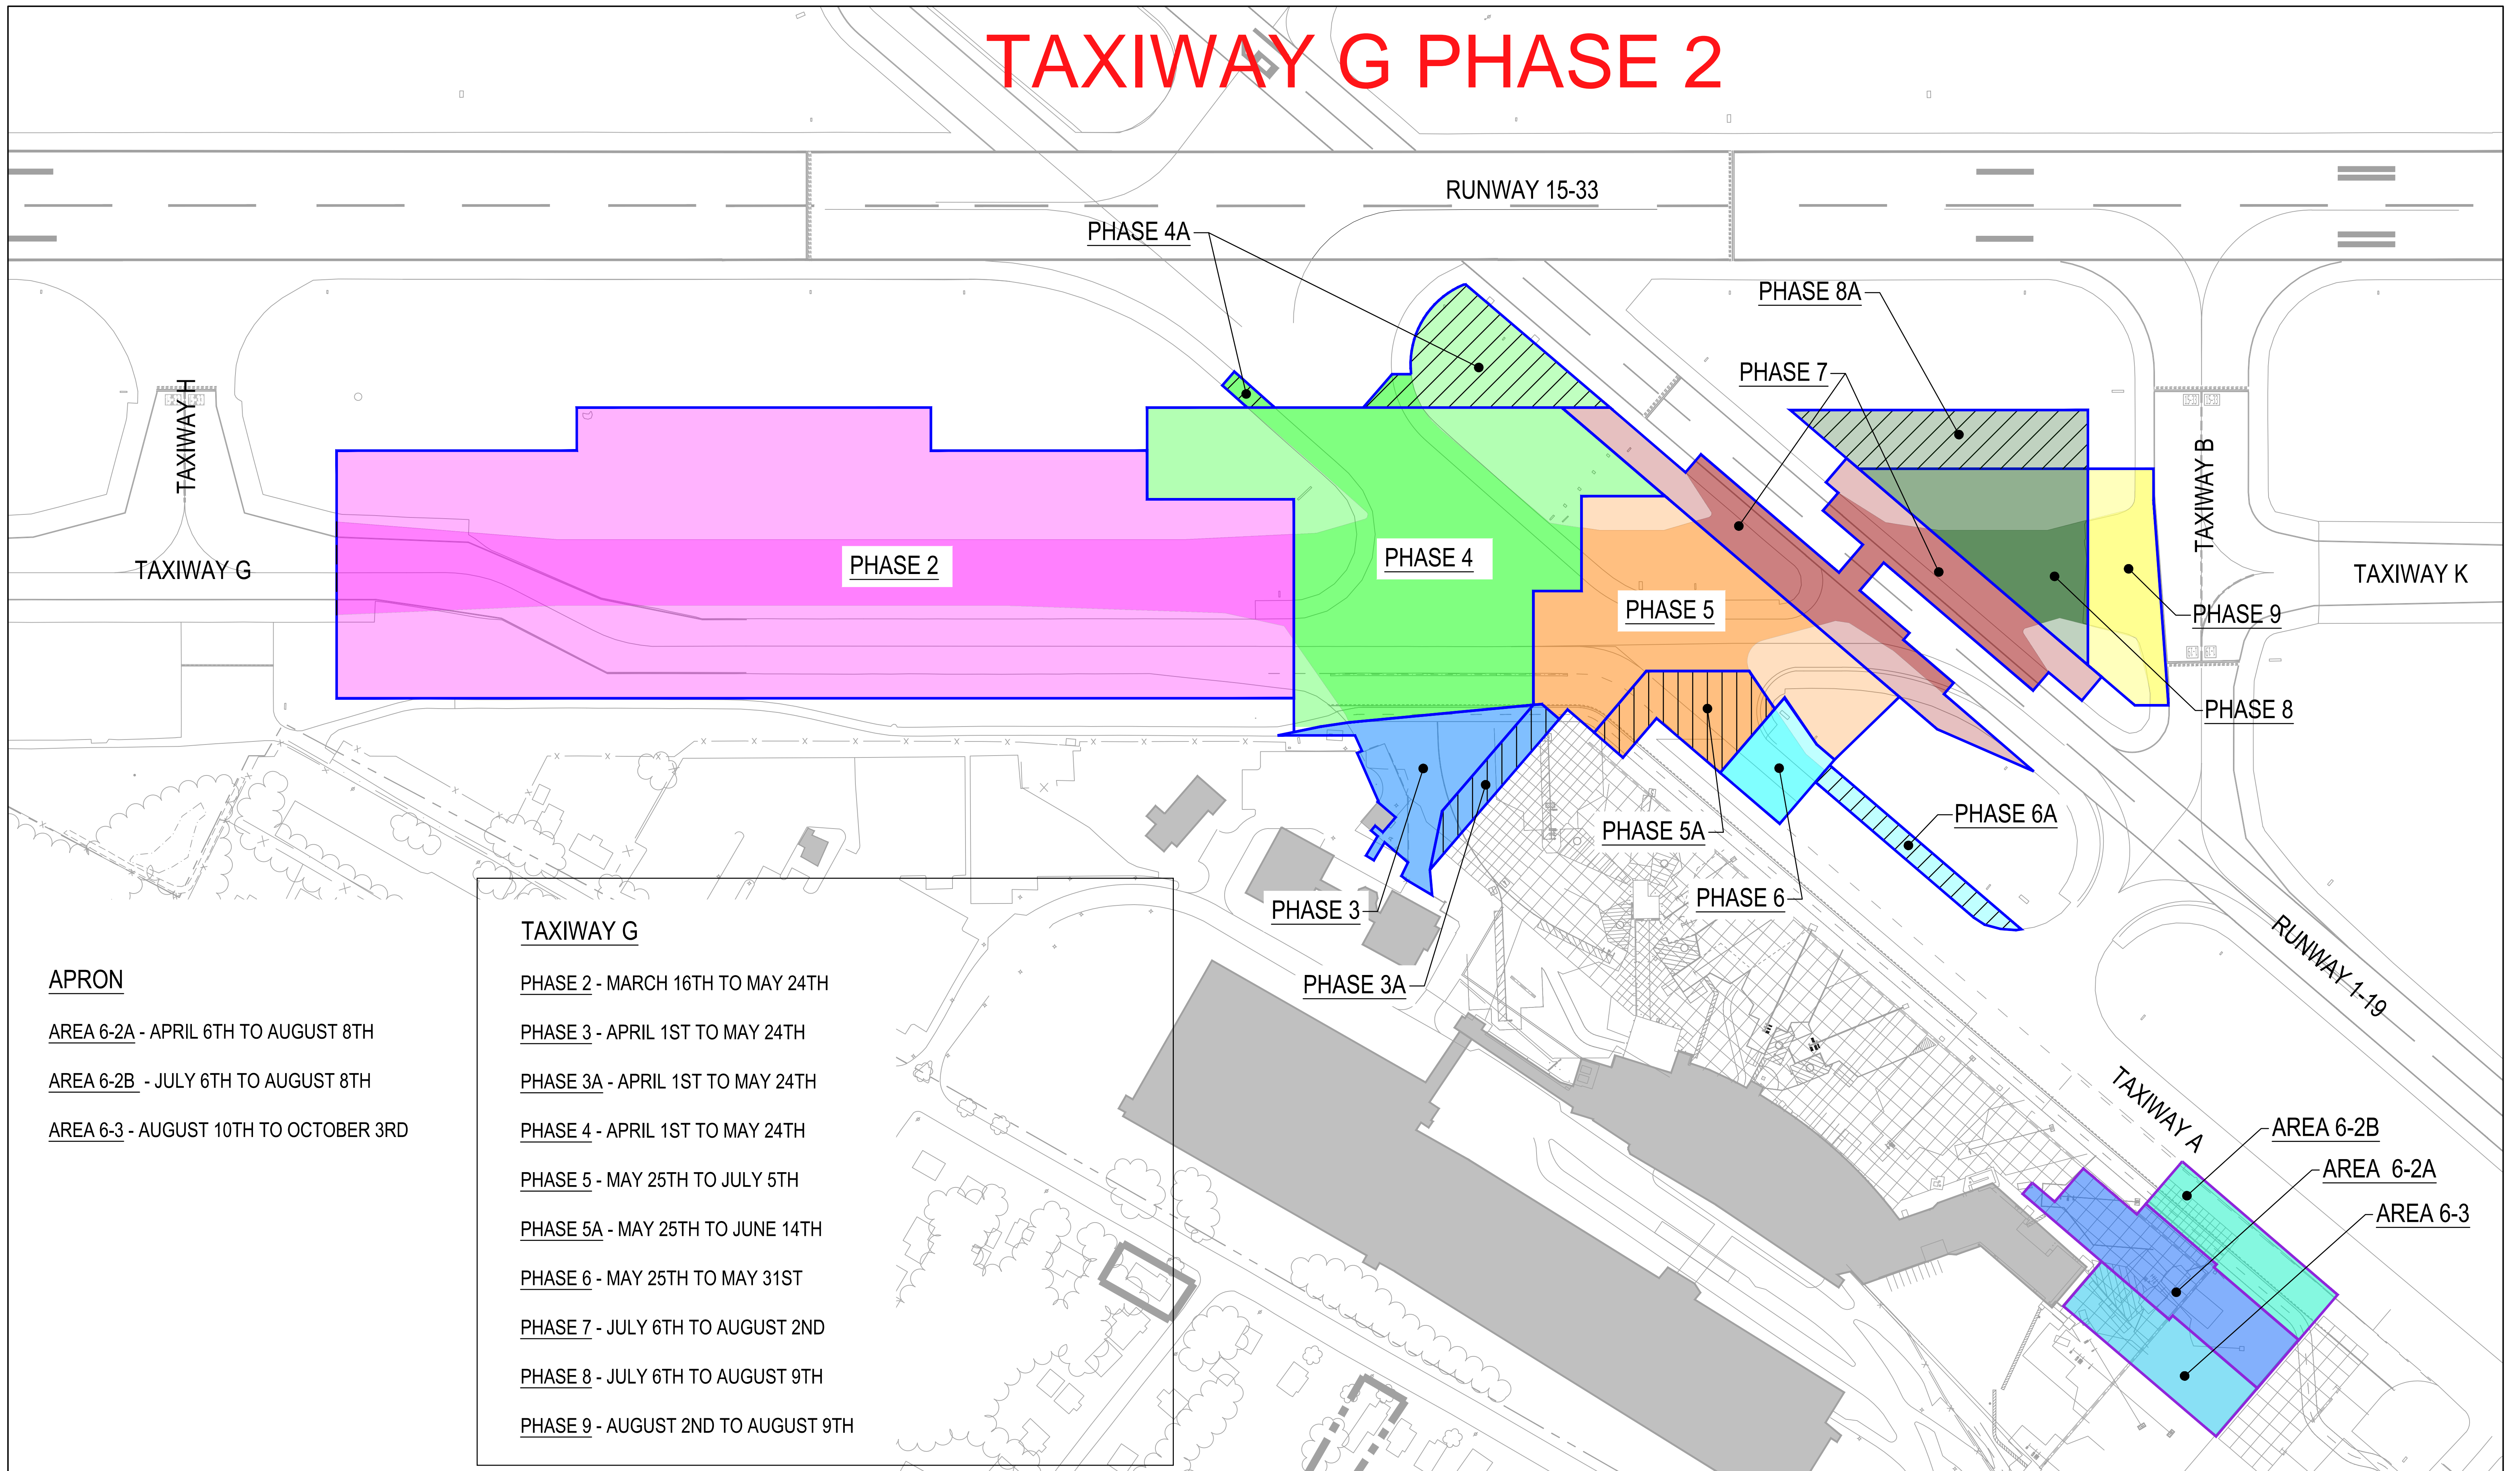 TAXIWAY G PHASE 2
RUNWAY 15-33
PHASE 4A
PHASE 8A
PHASE 7
TAXIWAY H
TAXIWAY B
TAXIWAY G
PHASE 2
PHASE 4
PHASE 5
TAXIWAY K
PHASE 9
PHASE 8
PHASE 5A
PHASE 6A
PHASE 6
PHASE 3
PHASE 3A
RUNWAY 1-19
TAXIWAY A
AREA 6-2B
AREA 6-2A
AREA 6-3
APRON
AREA 6-2A - APRIL 6TH TO AUGUST 8TH
AREA 6-2B - JULY 6TH TO AUGUST 8TH
AREA 6-3 - AUGUST 10TH TO OCTOBER 3RD
TAXIWAY G
PHASE 2 - MARCH 16TH TO MAY 24TH
PHASE 3 - APRIL 1ST TO MAY 24TH
PHASE 3A - APRIL 1ST TO MAY 24TH
PHASE 4 - APRIL 1ST TO MAY 24TH
PHASE 5 - MAY 25TH TO JULY 5TH
PHASE 5A - MAY 25TH TO JUNE 14TH
PHASE 6 - MAY 25TH TO MAY 31ST
PHASE 7 - JULY 6TH TO AUGUST 2ND
PHASE 8 - JULY 6TH TO AUGUST 9TH
PHASE 9 - AUGUST 2ND TO AUGUST 9TH